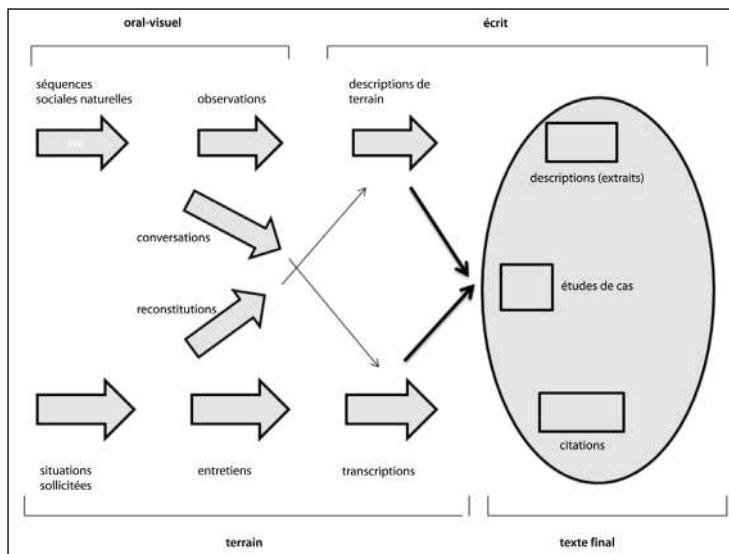 oral-visuel
écrit
séquences
sociales naturelles
observations
descriptions de
terrain
descriptions (extraits)
conversations
études de cas
reconstitutions
citations
situations
sollicitées
entretiens
transcriptions
terrain
texte final